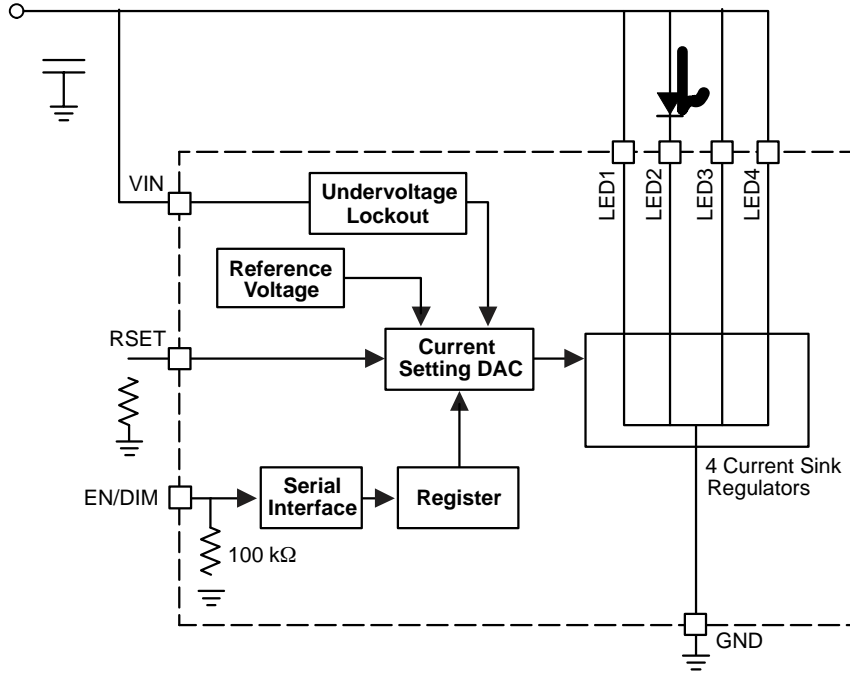 VIN
Undervoltage
Lockout
LED1
LED2
LED3
LED4
Reference
Voltage
RSET
Current
Setting DAC
4 Current Sink
Regulators
EN/DIM
Serial
Interface
Register
100 kΩ
GND